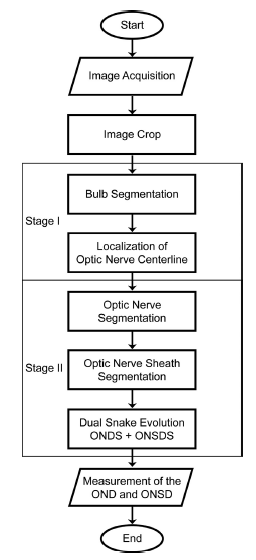 Start
Image Acquisition
Image Crop
Bulb Segmentation
Stage I
Localization of
Optic Nerve Centerline
Optic Nerve
Segmentation
Stage II
Optic Nerve Sheath
Segmentation
Dual Snake Evolution
ONDS + ONSDS
Measurement of the
OND and ONSD
End